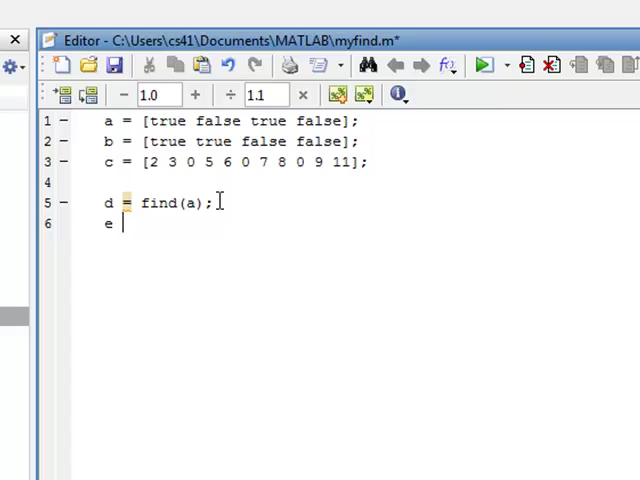 Editor - C:\Users\cs41\Documents\MATLAB\myfind.m*
− 1.0 + ÷ 1.1 ×
1 − a = [true false true false];
2 − b = [true true false false];
3 − c = [2 3 0 5 6 0 7 8 0 9 11];
4
5 − d = find(a);
6 e